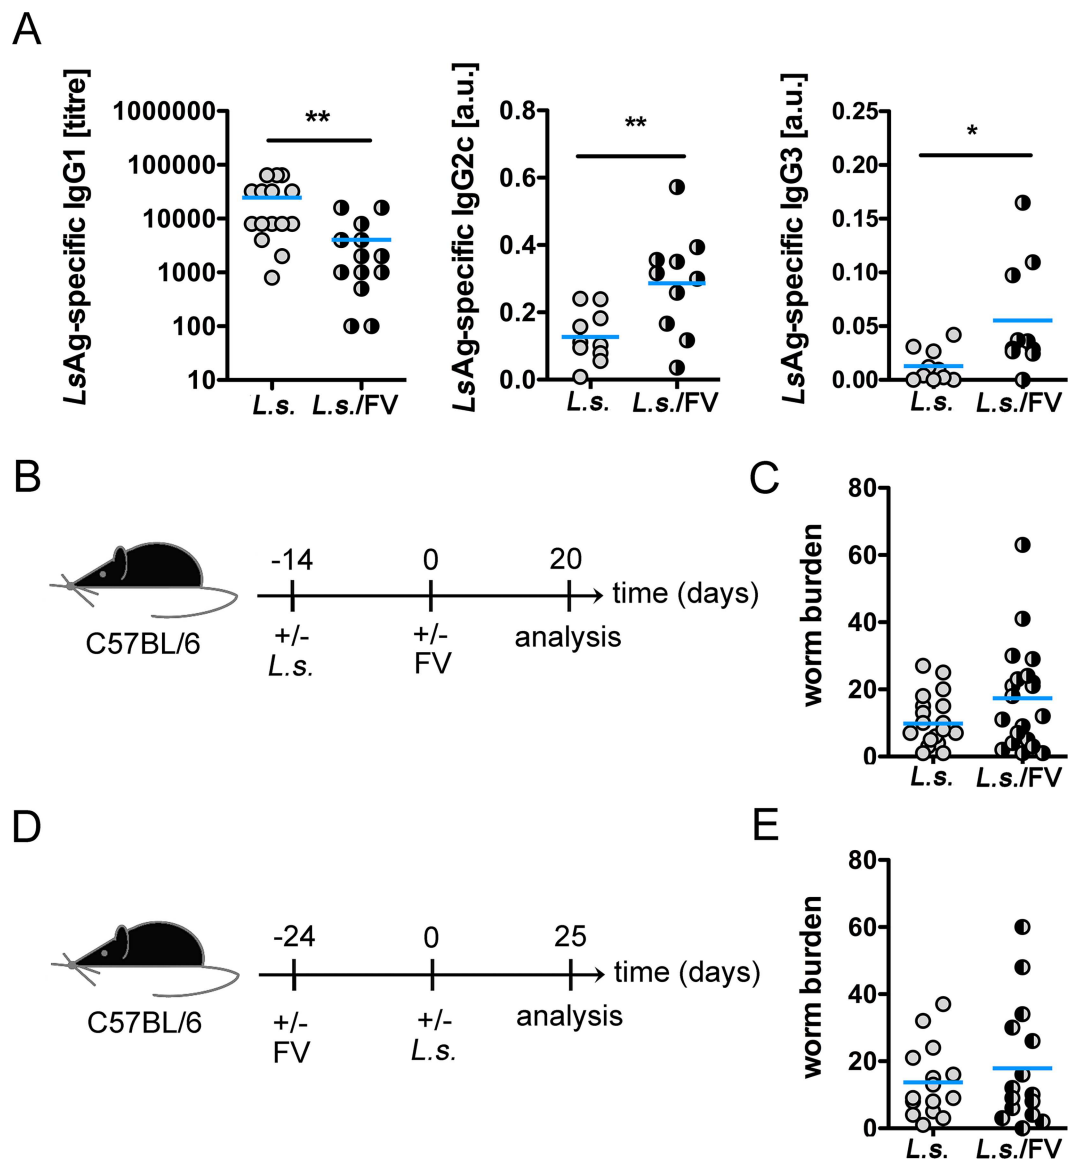 A
LsAg-specific IgG1 [titre]
1000000
100000
10000
1000
100
10
**
L.s. L.s./FV
LsAg-specific IgG2c [a.u.]
0.8
0.6
0.4
0.2
0.0
**
L.s. L.s./FV
LsAg-specific IgG3 [a.u.]
0.25
0.20
0.15
0.10
0.05
0.00
*
L.s. L.s./FV
B
C57BL/6
-14 0 20
time (days)
+/- +/- analysis
L.s. FV
C
worm burden
80
60
40
20
0
L.s. L.s./FV
D
C57BL/6
-24 0 25
time (days)
+/- +/- analysis
FV L.s.
E
worm burden
80
60
40
20
0
L.s. L.s./FV